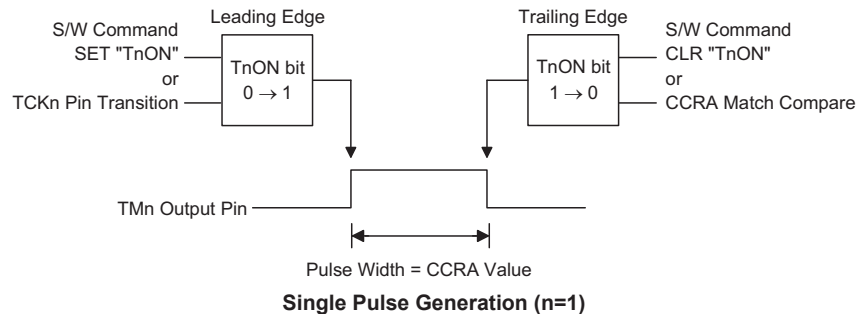 Leading Edge
S/W Command
SET "TnON"
or
TCKn Pin Transition
TnON bit
0 → 1
Trailing Edge
TnON bit
1 → 0
S/W Command
CLR "TnON"
or
CCRA Match Compare
TMn Output Pin
Pulse Width = CCRA Value
Single Pulse Generation (n=1)